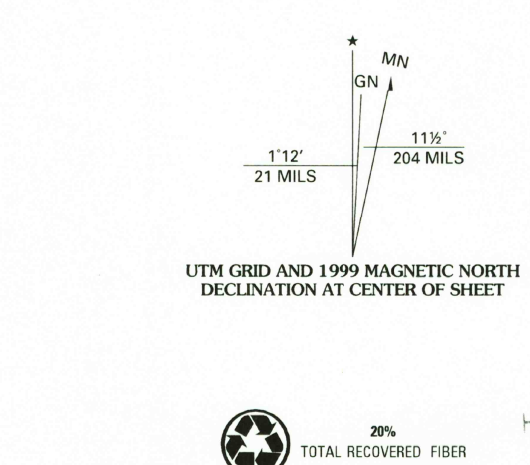 ★
MN
GN
1°12′
21 MILS
11½°
204 MILS
UTM GRID AND 1999 MAGNETIC NORTH
DECLINATION AT CENTER OF SHEET
20%
TOTAL RECOVERED FIBER